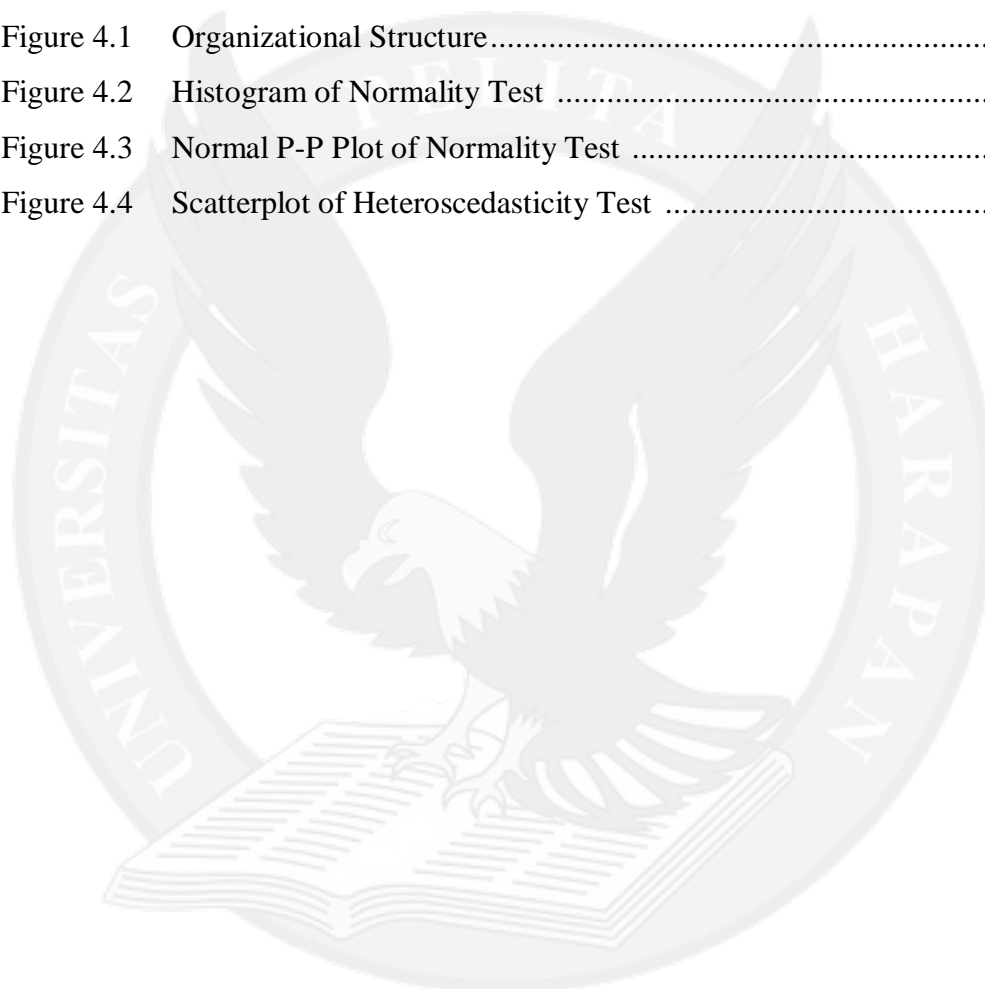 Figure 4.1 Organizational Structure................................................................
Figure 4.2 Histogram of Normality Test .......................................................
Figure 4.3 Normal P-P Plot of Normality Test ..............................................
Figure 4.4 Scatterplot of Heteroscedasticity Test ..........................................
UNIVERSITAS PELITA HARAPAN